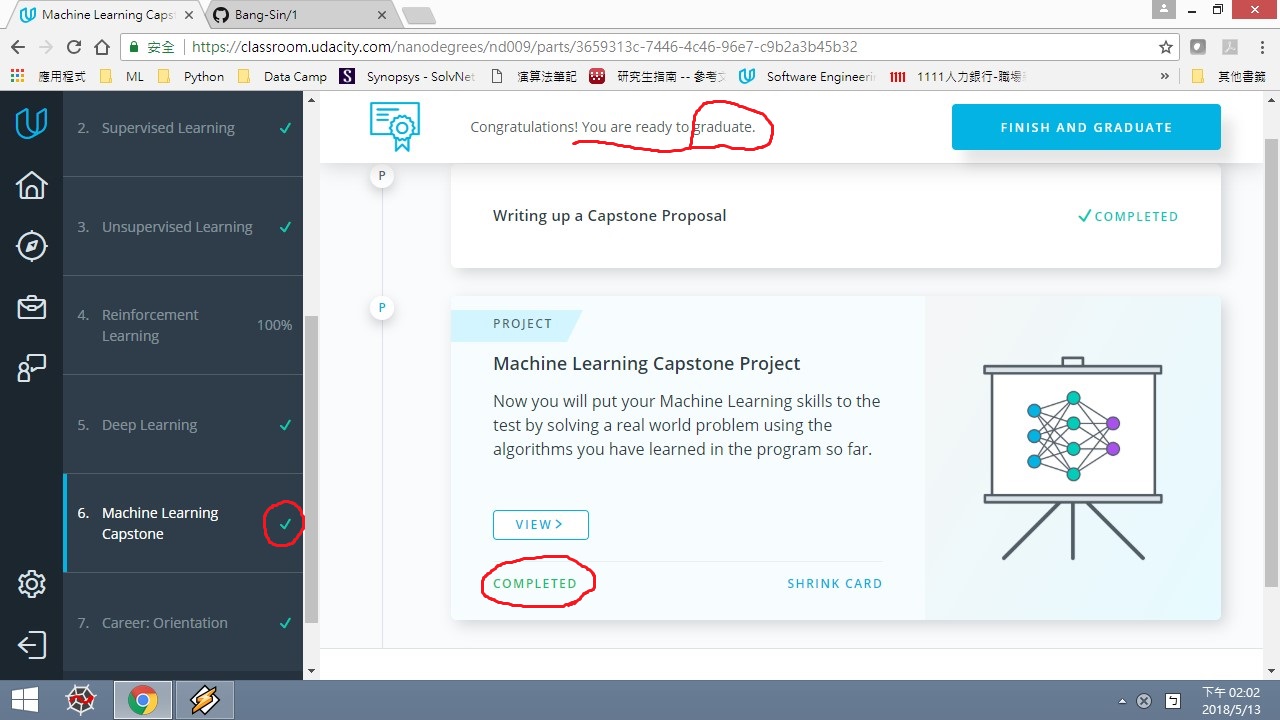 Machine Learning Caps
Bang-Sin/1
安全
https://classroom.udacity.com/nanodegrees/nd009/parts/3659313c-7446-4c46-96e7-c9b2a3b45b32
應用程式
ML
Python
Data Camp
Synopsys - SolvNet
演算法筆記
研究生指南 -- 參考文
Software Engineerin
1111人力銀行-職場
»
其他書籤
2. Supervised Learning
3. Unsupervised Learning
4. Reinforcement
Learning
100%
5. Deep Learning
6. Machine Learning
Capstone
7. Career: Orientation
Congratulations! You are ready to graduate.
FINISH AND GRADUATE
P
Writing up a Capstone Proposal
COMPLETED
P
PROJECT
Machine Learning Capstone Project
Now you will put your Machine Learning skills to the
test by solving a real world problem using the
algorithms you have learned in the program so far.
VIEW >
COMPLETED
SHRINK CARD
ㄅ
下午 02:02
2018/5/13